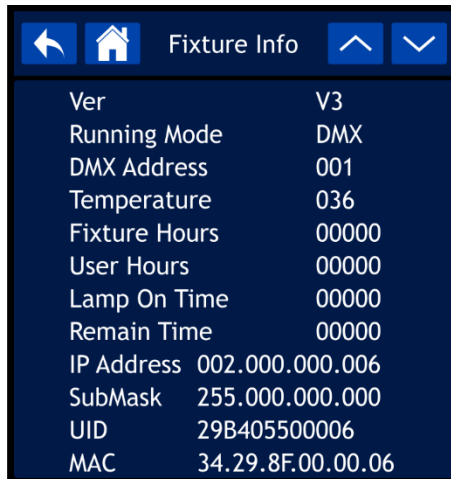 Fixture Info
Ver V3
Running Mode DMX
DMX Address 001
Temperature 036
Fixture Hours 00000
User Hours 00000
Lamp On Time 00000
Remain Time 00000
IP Address 002.000.000.006
SubMask 255.000.000.000
UID 29B405500006
MAC 34.29.8F.00.00.06